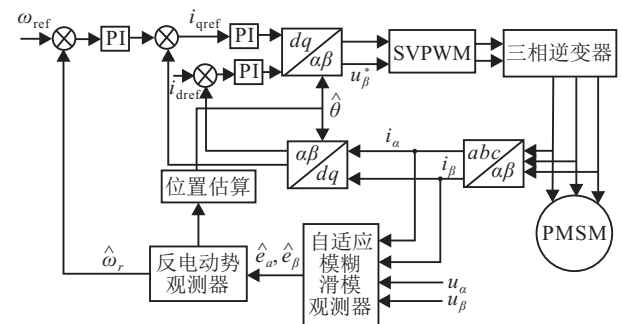 ω_ref
PI
i_qref
PI
dq
αβ
SVPWM
三相逆变器
i_dref
PI
u_β^*
θ̂
αβ
dq
i_α
i_β
abc
αβ
位置估算
PMSM
ω̂_r
反电动势
观测器
ê_a,ê_β
自适应
模糊
滑模
观测器
u_α
u_β